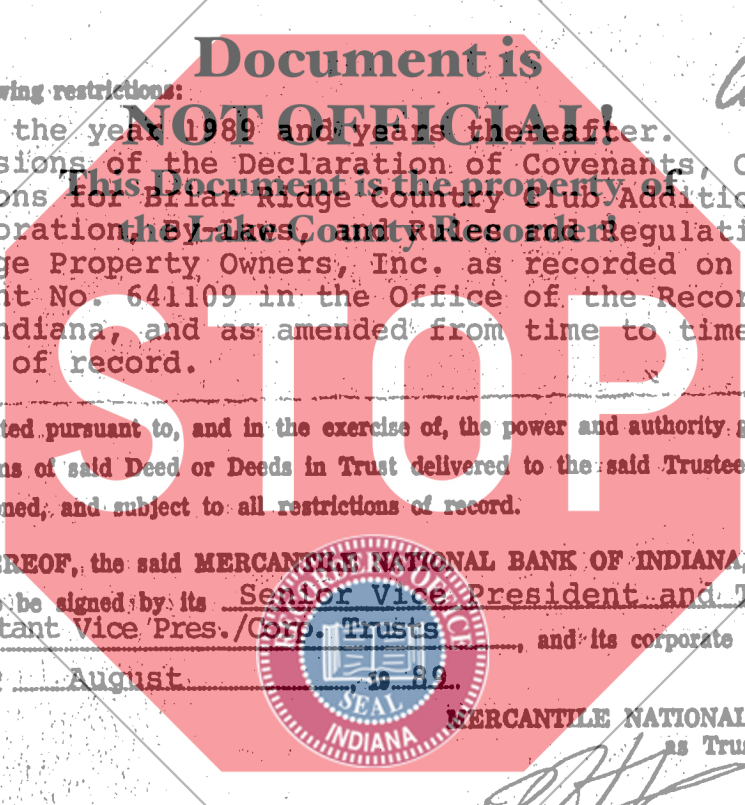 Document is
wing restrictions:
NOT OFFICIAL!
the year 1989 and years thereafter.
sions of the Declaration of Covenants, C
This Document is the property of
ons for Briar Ridge Country Club Additio
the Lake County Recorder!
oration, By-Laws, and Rules and Regulati
ge Property Owners, Inc. as recorded on
nt No. 641109 in the Office of the Recor
ndiana, and as amended from time to time
of record.
STOP
ted pursuant to, and in the exercise of, the power and authority g
ns of said Deed or Deeds in Trust delivered to the said Trustee
ned, and subject to all restrictions of record.
EREOF, the said MERCANTILE NATIONAL BANK OF INDIANA,
o be signed by its Senior Vice President and T
tant Vice Pres./Corp. Trusts, and its corporate
August, 19 89.
SEAL
INDIANA
MERCANTILE NATIONAL
as Trus